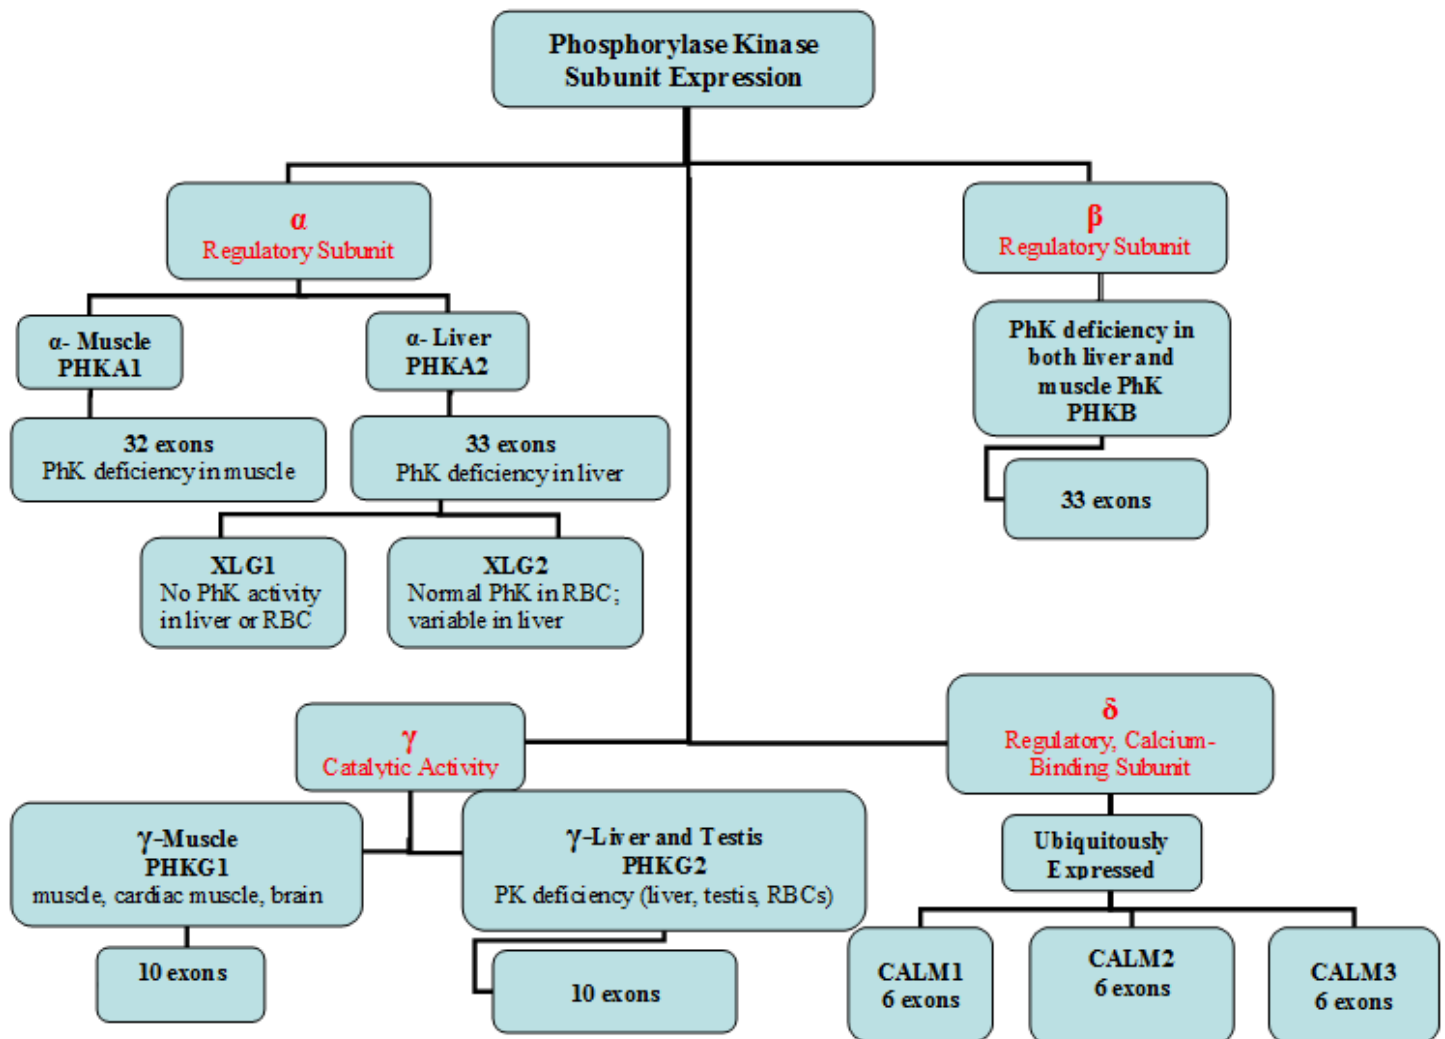 Phosphorylase Kinase
Subunit Expression
α
Regulatory Subunit
β
Regulatory Subunit
α- Muscle
PHKA1
α- Liver
PHKA2
PhK deficiency in
both liver and
muscle PhK
PHKB
32 exons
PhK deficiency in muscle
33 exons
PhK deficiency in liver
33 exons
XLG1
No PhK activity
in liver or RBC
XLG2
Normal PhK in RBC;
variable in liver
γ
Catalytic Activity
δ
Regulatory, Calcium-
Binding Subunit
γ-Muscle
PHKG1
muscle, cardiac muscle, brain
γ-Liver and Testis
PHKG2
PK deficiency (liver, testis, RBCs)
Ubiquitously
Expressed
10 exons
10 exons
CALM1
6 exons
CALM2
6 exons
CALM3
6 exons